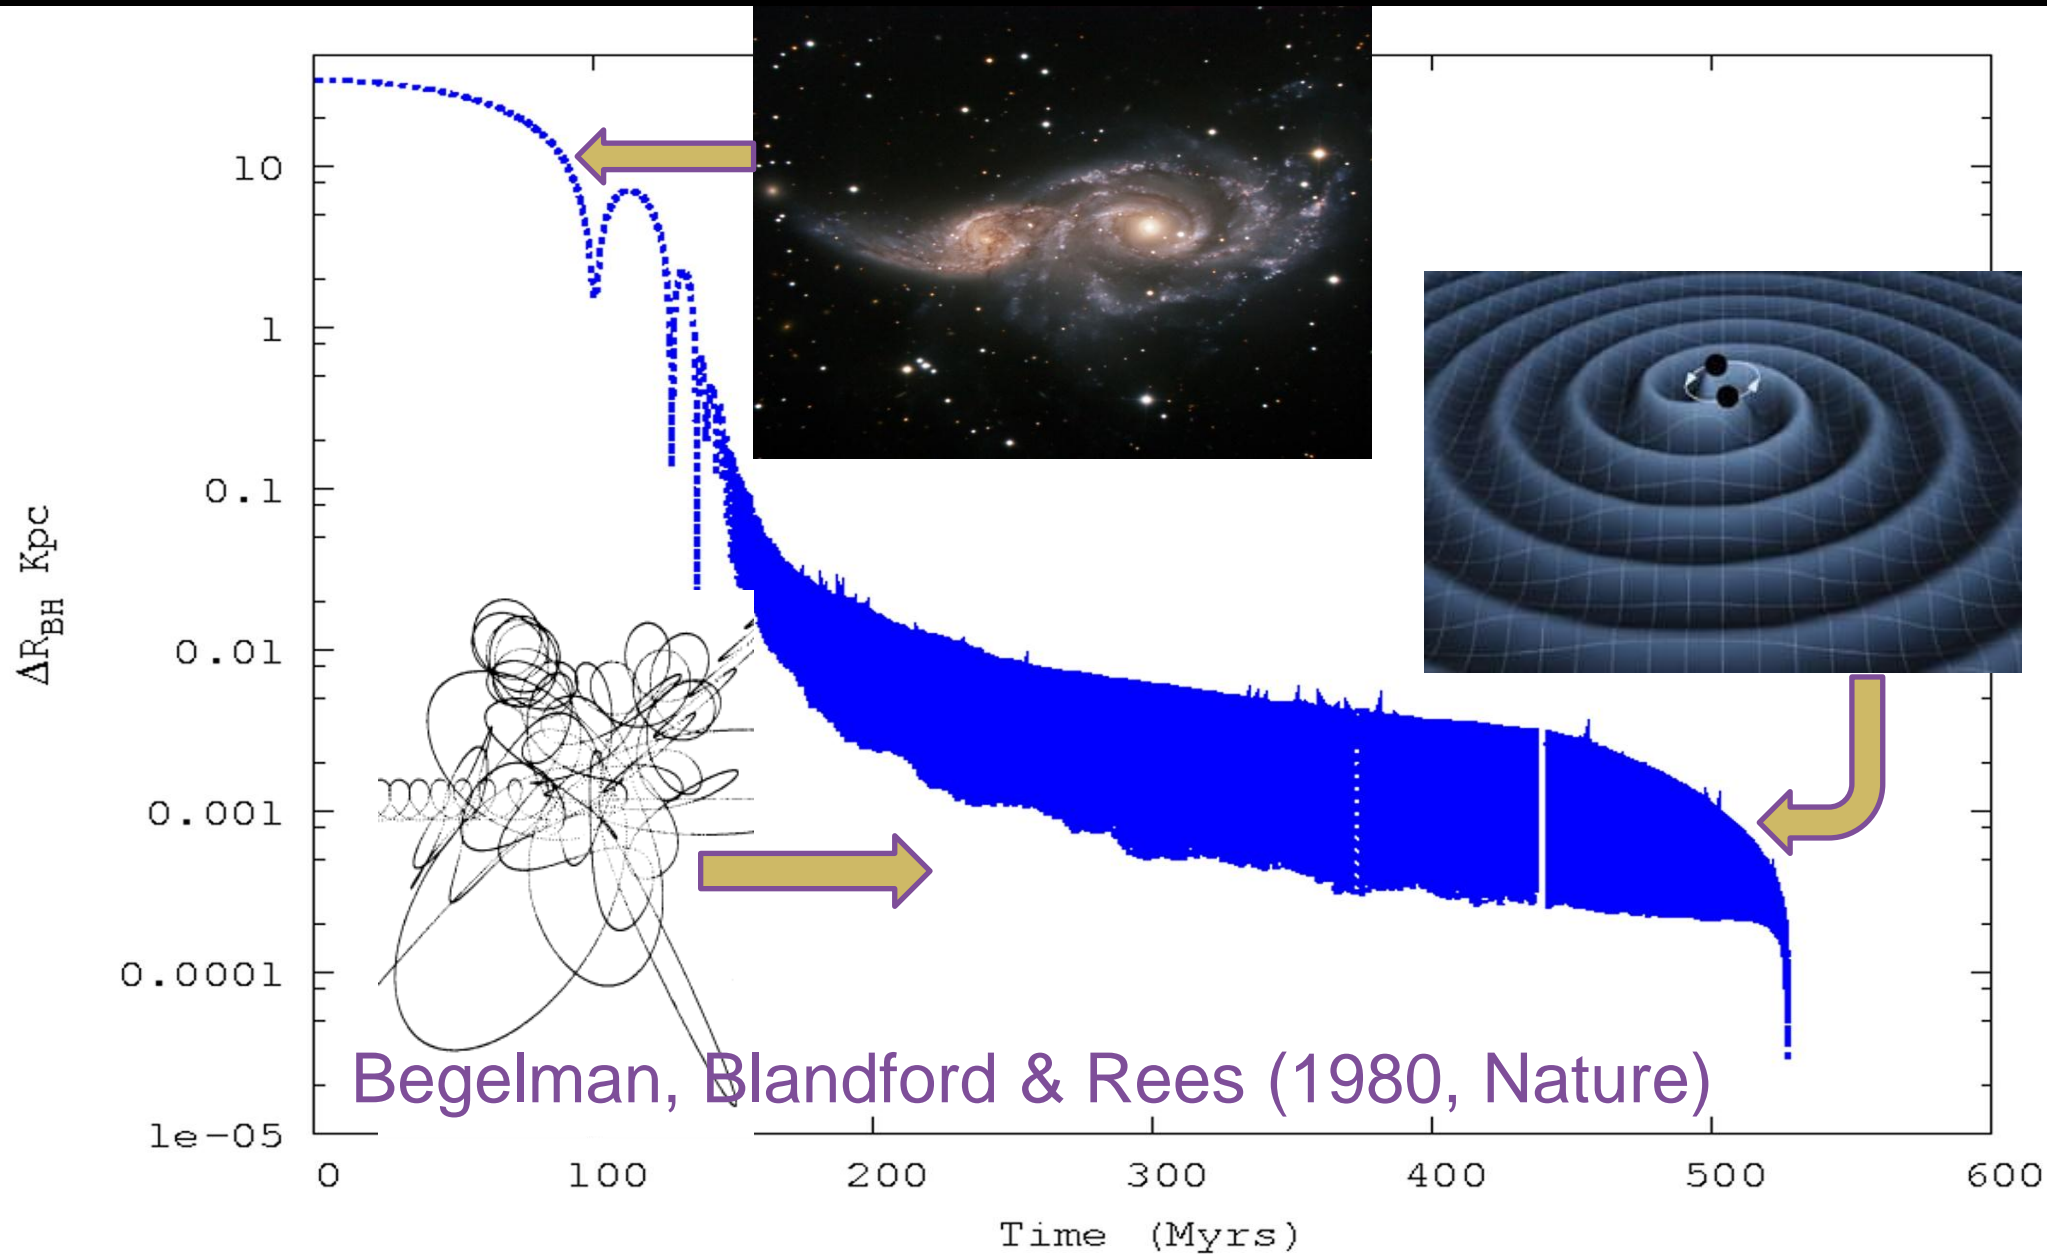 10
1
0.1
0.01
0.001
0.0001
1e-05
ΔR_BH Kpc
Begelman, Blandford & Rees (1980, Nature)
0 100 200 300 400 500 600
Time (Myrs)